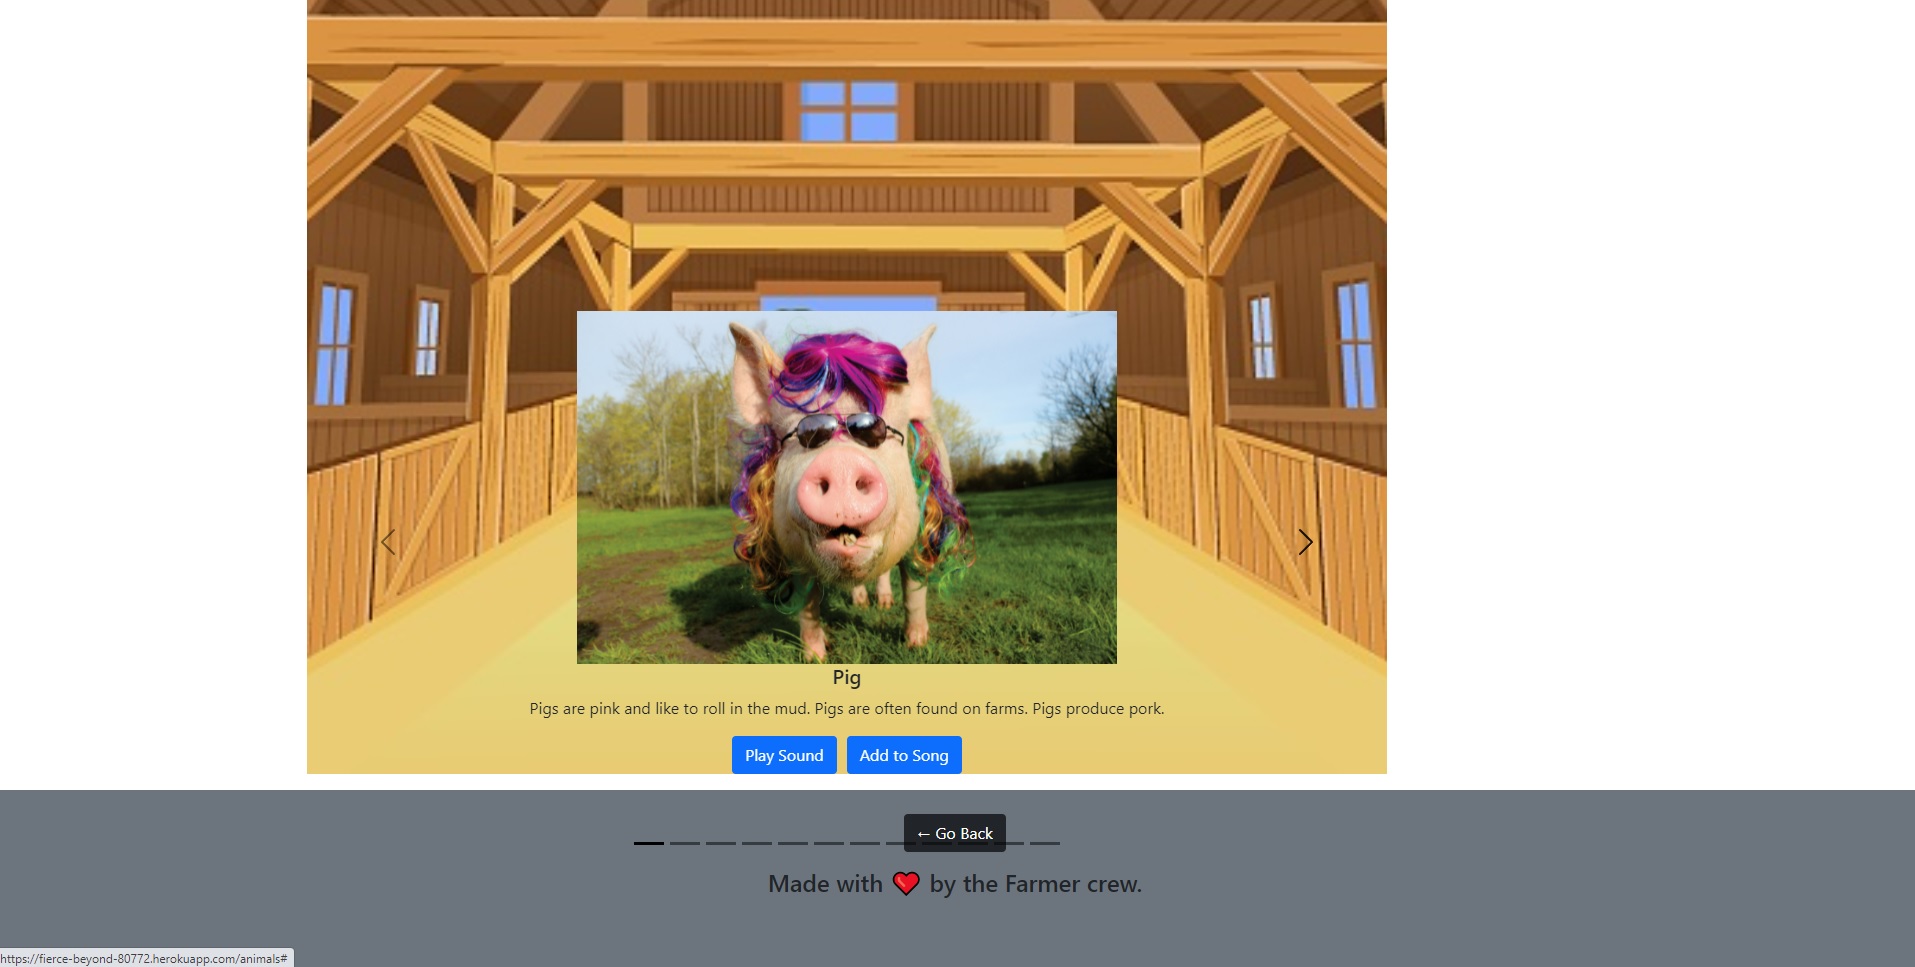 Pig
Pigs are pink and like to roll in the mud. Pigs are often found on farms. Pigs produce pork.
Play Sound Add to Song
← Go Back
Made with ❤️ by the Farmer crew.
https://fierce-beyond-80772.herokuapp.com/animals#